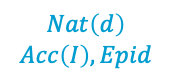 Nat(d)
Acc(I), Epid